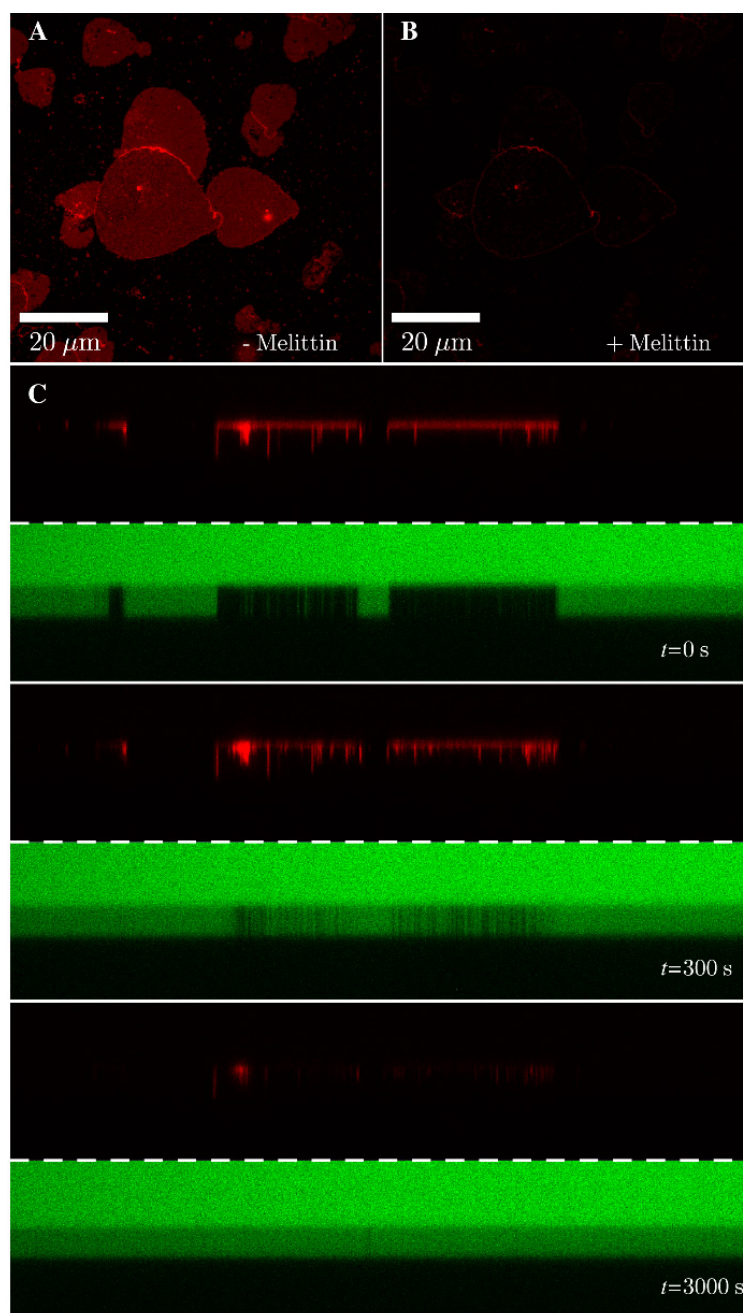 A
B
20 μm
- Melittin
20 μm
+ Melittin
C
t=0 s
t=300 s
t=3000 s